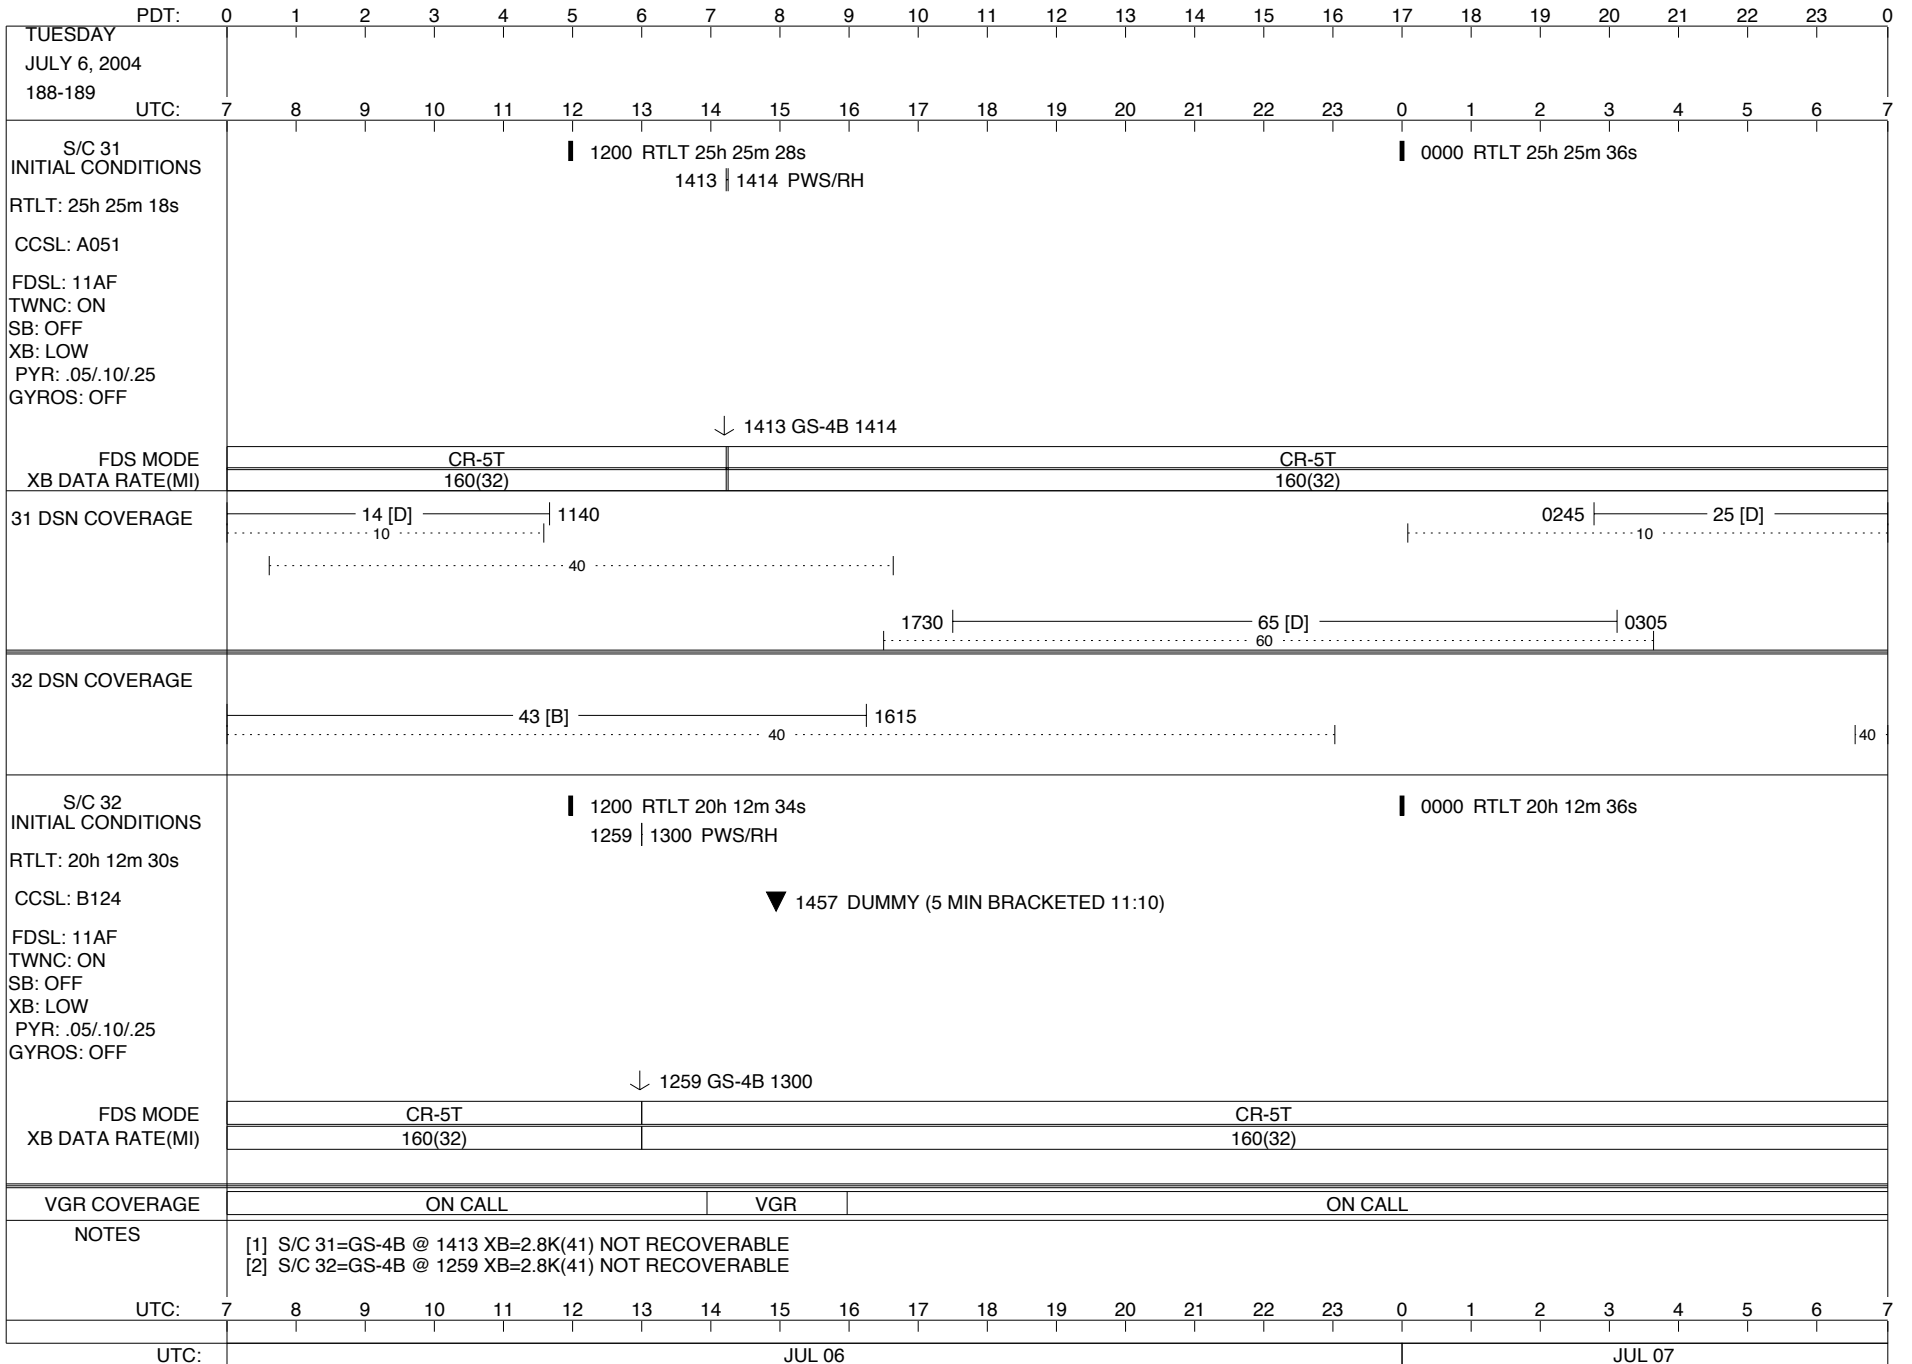 PDT: 0 1 2 3 4 5 6 7 8 9 10 11 12 13 14 15 16 17 18 19 20 21 22 23 0
TUESDAY
JULY 6, 2004
188-189
UTC: 7 8 9 10 11 12 13 14 15 16 17 18 19 20 21 22 23 0 1 2 3 4 5 6 7
S/C 31
INITIAL CONDITIONS
1200 RTLT 25h 25m 28s
0000 RTLT 25h 25m 36s
1413 1414 PWS/RH
RTLT: 25h 25m 18s
CCSL: A051
FDSL: 11AF
TWNC: ON
SB: OFF
XB: LOW
PYR: .05/.10/.25
GYROS: OFF
1413 GS-4B 1414
FDS MODE CR-5T CR-5T
XB DATA RATE(MI) 160(32) 160(32)
31 DSN COVERAGE 14 [D] 1140 0245 25 [D]
10 10
40
1730 65 [D] 0305
60
32 DSN COVERAGE
43 [B] 1615
40 40
S/C 32
INITIAL CONDITIONS
1200 RTLT 20h 12m 34s
0000 RTLT 20h 12m 36s
1259 1300 PWS/RH
RTLT: 20h 12m 30s
CCSL: B124
1457 DUMMY (5 MIN BRACKETED 11:10)
FDSL: 11AF
TWNC: ON
SB: OFF
XB: LOW
PYR: .05/.10/.25
GYROS: OFF
1259 GS-4B 1300
FDS MODE CR-5T CR-5T
XB DATA RATE(MI) 160(32) 160(32)
VGR COVERAGE ON CALL VGR ON CALL
NOTES
[1] S/C 31=GS-4B @ 1413 XB=2.8K(41) NOT RECOVERABLE
[2] S/C 32=GS-4B @ 1259 XB=2.8K(41) NOT RECOVERABLE
UTC: 7 8 9 10 11 12 13 14 15 16 17 18 19 20 21 22 23 0 1 2 3 4 5 6 7
UTC: JUL 06 JUL 07